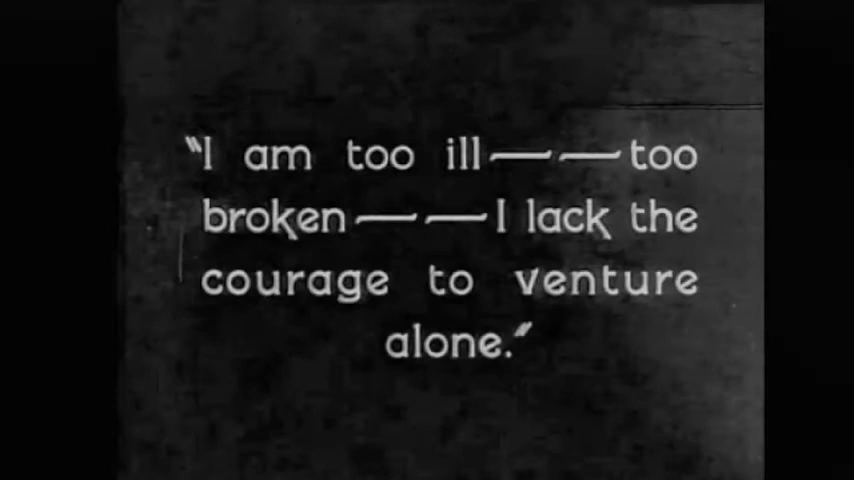 "I am too ill — — too
broken — — I lack the
courage to venture
alone."